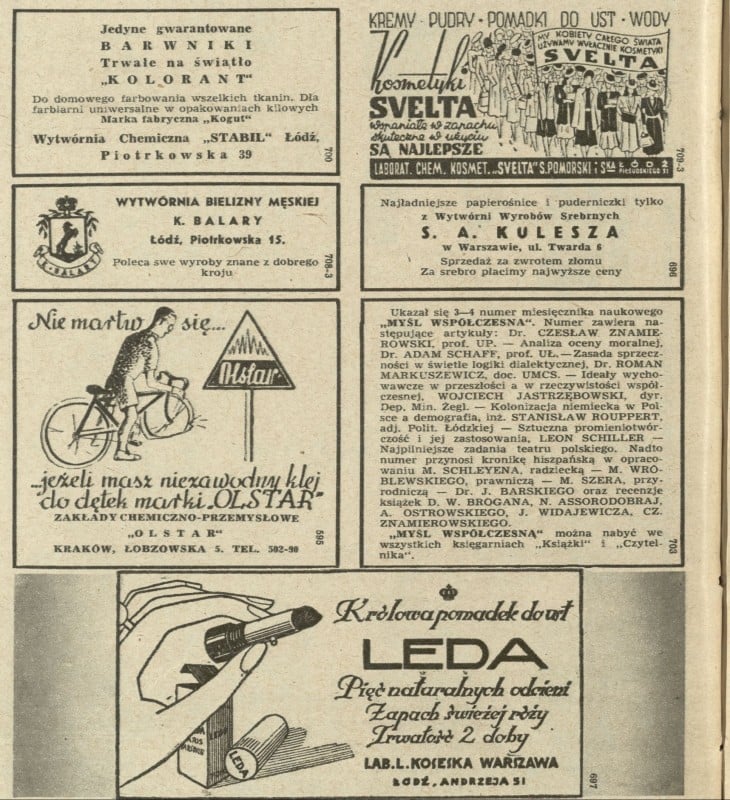 Jedyne gwarantowane
BARWNIKI
Trwałe na światło
„KOLORANT"
Do domowego farbowania wszelkich tkanin. Dla
farbiarni uniwersalne w opakowaniach kilowych
Marka fabryczna „Kogut"
Wytwórnia Chemiczna „STABIL" Łódź,
Piotrkowska 39
700
KREMY · PUDRY · POMADKI DO UST · WODY
MY KOBIETY CAŁEGO ŚWIATA
UŻYWAMY WYŁĄCZNIE KOSMETYKI
SVELTA
Kosmetyki
SVELTA
wspaniałe w zapachu
skuteczne w użyciu
SĄ NAJLEPSZE
LABORAT. CHEM. KOSMET. „SVELTA" S. POMORSKI i SKA ŁÓDŹ
PIŁSUDSKIEGO 51
709-3
WYTWÓRNIA BIELIZNY MĘSKIEJ
K. BALARY
Łódź, Piotrkowska 15.
Poleca swe wyroby znane z dobrego
kroju
K-BALARY
708-3
Najładniejsze papierośnice i puderniczki tylko
z Wytwórni Wyrobów Srebrnych
S. A. KULESZA
w Warszawie, ul. Twarda 6
Sprzedaż za zwrotem złomu
Za srebro płacimy najwyższe ceny
696
Nie martw się...
Olstar
...jeżeli masz niezawodny klej
do dętek marki „OLSTAR"
ZAKŁADY CHEMICZNO-PRZEMYSŁOWE
„OLSTAR"
KRAKÓW, ŁOBZOWSKA 5. TEL. 502-90
595
Ukazał się 3—4 numer miesięcznika naukowego
„MYŚL WSPÓŁCZESNA". Numer zawiera na-
stępujące artykuły: Dr. CZESŁAW ZNAMIE-
ROWSKI, prof. UP. — Analiza oceny moralnej,
Dr. ADAM SCHAFF, prof. UŁ. — Zasada sprzecz-
ności w świetle logiki dialektycznej, Dr. ROMAN
MARKUSZEWICZ, doc. UMCS. — Ideały wycho-
wawcze w przeszłości a w rzeczywistości współ-
czesnej, WOJCIECH JASTRZĘBOWSKI, dyr.
Dep. Min. Żegl. — Kolonizacja niemiecka w Pol-
sce a demografia, inż. STANISŁAW ROUPPERT,
adj. Polit. Łódzkiej — Sztuczna promieniotwór-
czość i jej zastosowania, LEON SCHILLER —
Najpilniejsze zadania teatru polskiego. Nadto
numer przynosi kronikę hiszpańską w opraco-
waniu M. SCHLEYENA, radziecką — M. WRÓ-
BLEWSKIEGO, prawniczą — M. SZERA, przy-
rodniczą — Dr. J. BARSKIEGO oraz recenzje
książek D. W. BROGANA, N. ASSORODOBRAJ,
A. OSTROWSKIEGO, J. WIDAJEWICZA, CZ.
ZNAMIEROWSKIEGO.
„MYŚL WSPÓŁCZESNĄ" można nabyć we
wszystkich księgarniach „Książki" i „Czytel-
nika".
703
Królowa pomadek do ust
LEDA
Pięć naturalnych odcieni
Zapach świeżej róży
Trwałość 2 doby
LAB. L. KOSESKA WARSZAWA
ŁÓDŹ, ANDRZEJA 51
LEDA
LEDA
697